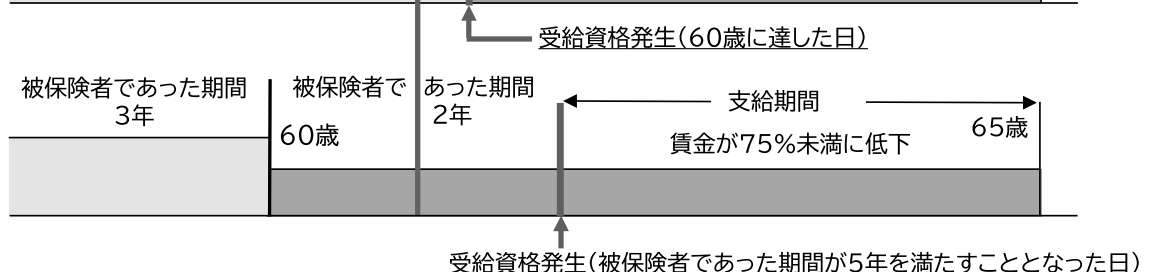 受給資格発生（60歳に達した日）
被保険者であった期間
3年
被保険者で あった期間
2年
60歳
支給期間
65歳
賃金が75％未満に低下
受給資格発生（被保険者であった期間が5年を満たすこととなった日）